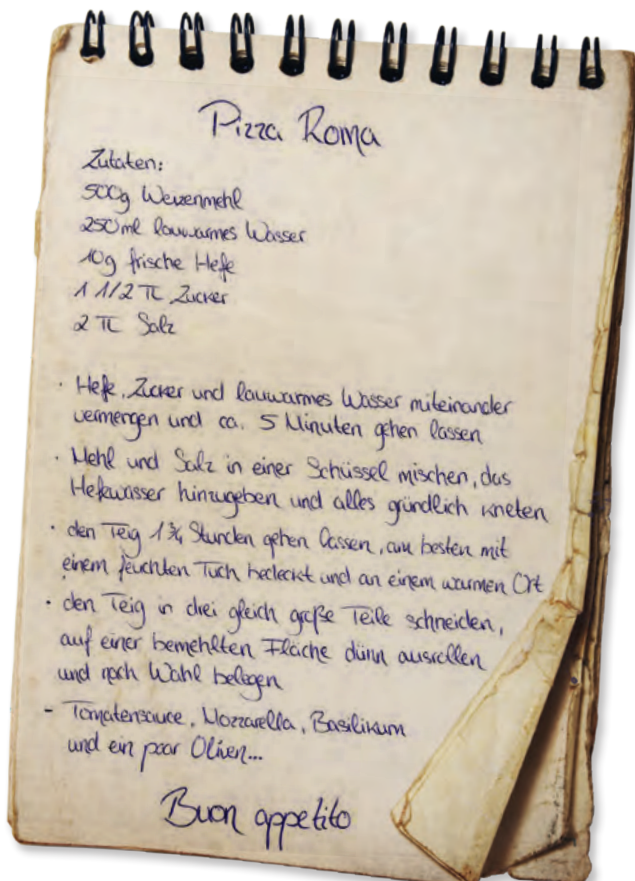 Pizza Roma
Zutaten:
500g Weizenmehl
250ml lauwarmes Wasser
10g frische Hefe
1 1/2 TL Zucker
2 TL Salz
· Hefe, Zucker und lauwarmes Wasser miteinander
vermengen und ca. 5 Minuten gehen lassen
· Mehl und Salz in einer Schüssel mischen, das
Hefewasser hinzugeben und alles gründlich kneten
· den Teig 1 3/4 Stunden gehen lassen, am besten mit
einem feuchten Tuch bedeckt und an einem warmen Ort
· den Teig in drei gleich große Teile schneiden,
auf einer bemehlten Fläche dünn ausrollen
und nach Wahl belegen
- Tomatensauce, Mozzarella, Basilikum
und ein paar Oliven...
Buon appetito